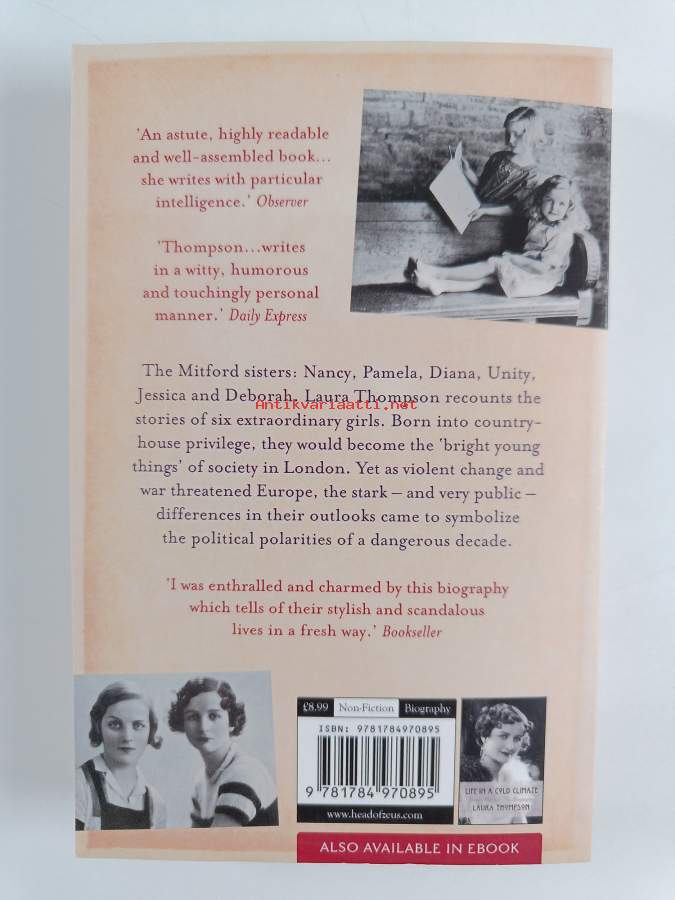 'An astute, highly readable
and well-assembled book...
she writes with particular
intelligence.' Observer
'Thompson...writes
in a witty, humorous
and touchingly personal
manner.' Daily Express
The Mitford sisters: Nancy, Pamela, Diana, Unity,
Jessica and Deborah. Laura Thompson recounts the
Antikvariaatti.net
stories of six extraordinary girls. Born into country-
house privilege, they would become the 'bright young
things' of society in London. Yet as violent change and
war threatened Europe, the stark – and very public –
differences in their outlooks came to symbolize
the political polarities of a dangerous decade.
'I was enthralled and charmed by this biography
which tells of their stylish and scandalous
lives in a fresh way.' Bookseller
£8.99 Non-Fiction Biography
ISBN: 9781784970895
9 781784 970895
www.headofzeus.com
LIFE IN A COLD CLIMATE
LAURA THOMPSON
ALSO AVAILABLE IN EBOOK